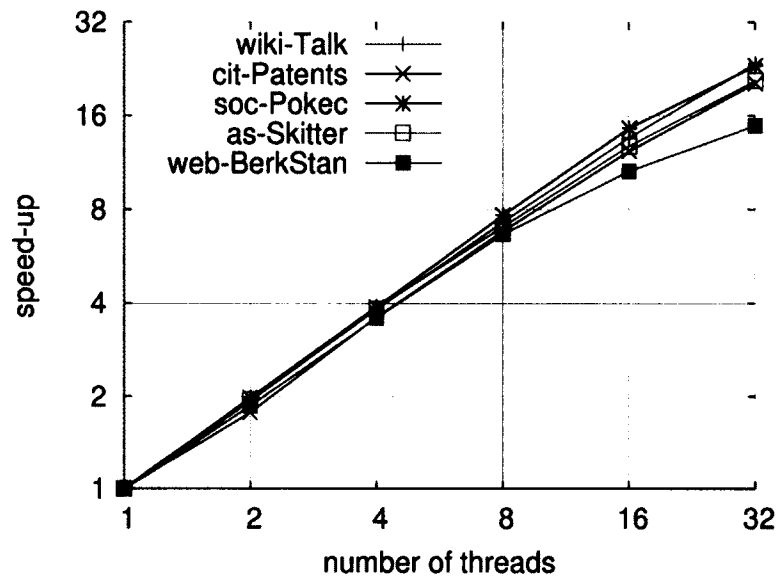 32
16
8
4
2
1
speed-up
wiki-Talk
cit-Patents
soc-Pokec
as-Skitter
web-BerkStan
1 2 4 8 16 32
number of threads